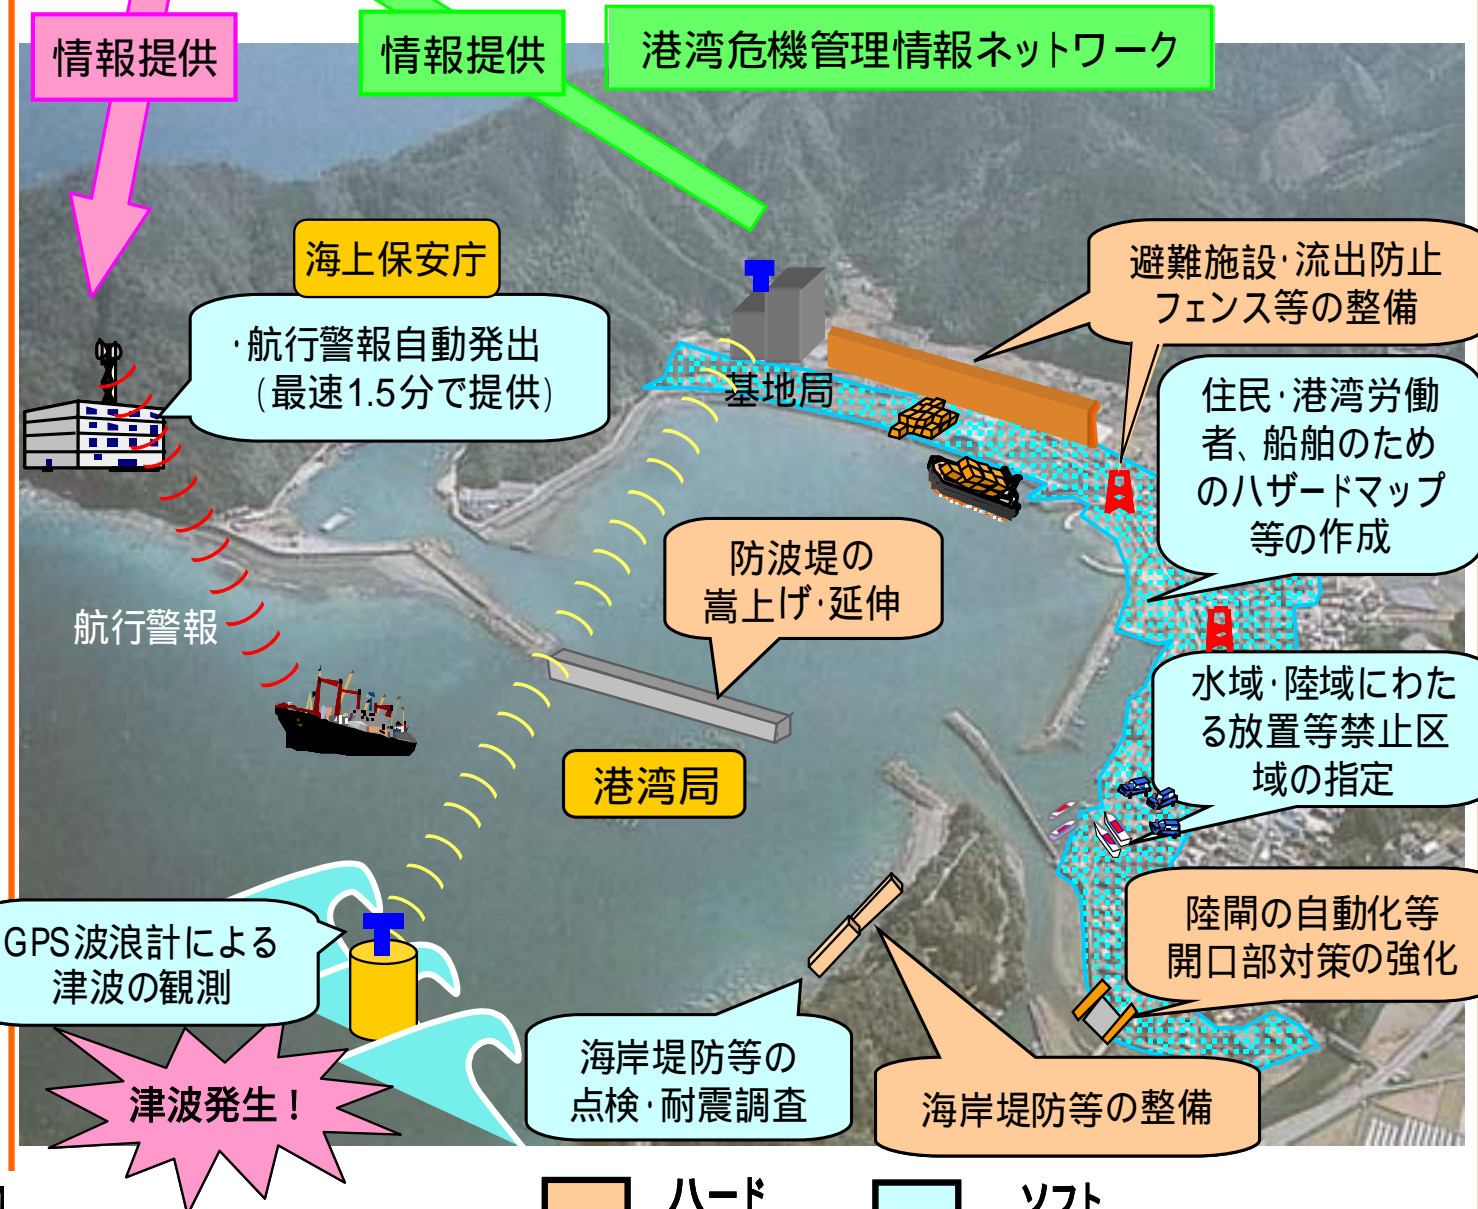 情報提供
情報提供
港湾危機管理情報ネットワーク
海上保安庁
・航行警報自動発出
（最速1.5分で提供）
避難施設・流出防止
フェンス等の整備
基地局
住民・港湾労働
者、船舶のため
のハザードマップ
等の作成
防波堤の
嵩上げ・延伸
航行警報
水域・陸域にわた
る放置等禁止区
域の指定
港湾局
GPS波浪計による
津波の観測
陸閘の自動化等
開口部対策の強化
津波発生！
海岸堤防等の
点検・耐震調査
海岸堤防等の整備
ハード
ソフト